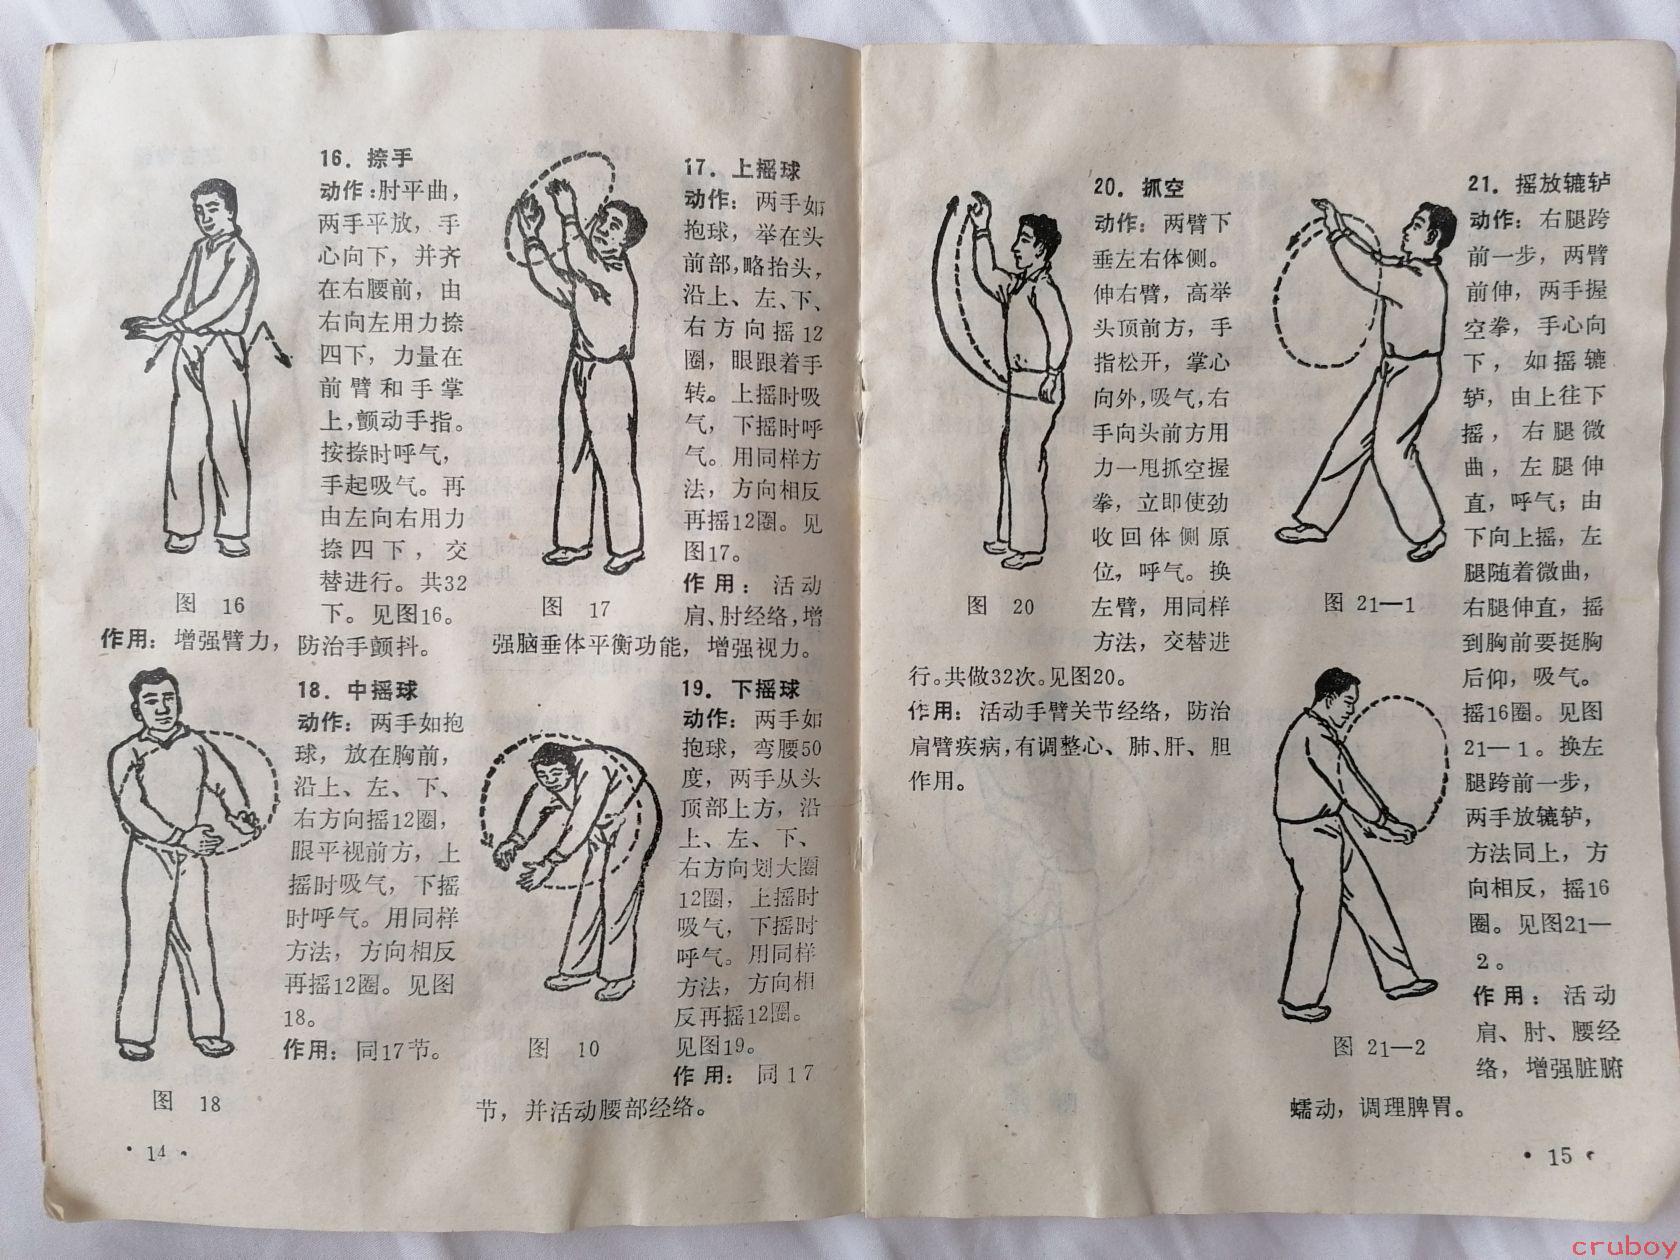 16．捺手
动作：肘平曲，
两手平放，手
心向下，并齐
在右腰前，由
右向左用力捺
四下，力量在
前臂和手掌
上，颤动手指。
按捺时呼气，
手起吸气。再
由左向右用力
捺四下，交
替进行。共32
下。见图16。
图 16
作用：增强臂力，防治手颤抖。
17．上摇球
动作：两手如
抱球，举在头
前部，略抬头，
沿上、左、下、
右方向摇12
圈，眼跟着手
转。上摇时吸
气，下摇时呼
气。用同样方
法，方向相反
再摇12圈。见
图17。
作用：活动
肩、肘经络，增
图 17
强脑垂体平衡功能，增强视力。
18．中摇球
动作：两手如抱
球，放在胸前，
沿上、左、下、
右方向摇12圈，
眼平视前方，上
摇时吸气，下摇
时呼气。用同样
方法，方向相反
再摇12圈。见图
18。
作用：同17节。
图 18
19．下摇球
动作：两手如
抱球，弯腰50
度，两手从头
顶部上方，沿
上、左、下、
右方向划大圈
12圈，上摇时
吸气，下摇时
呼气。用同样
方法，方向相
反再摇12圈。
见图19。
作用：同17
图 10
节，并活动腰部经络。
·14·
20．抓空
动作：两臂下
垂左右体侧。
伸右臂，高举
头顶前方，手
指松开，掌心
向外，吸气，右
手向头前方用
力一甩抓空握
拳，立即使劲
收回体侧原
位，呼气。换
左臂，用同样
方法，交替进
图 20
行。共做32次。见图20。
作用：活动手臂关节经络，防治
肩臂疾病，有调整心、肺、肝、胆
作用。
21．摇放辘轳
动作：右腿跨
前一步，两臂
前伸，两手握
空拳，手心向
下，如摇辘
轳，由上往下
摇，右腿微
曲，左腿伸
直，呼气；由
下向上摇，左
腿随着微曲，
右腿伸直，摇
到胸前要挺胸
后仰，吸气。
摇16圈。见图
21—1。换左
腿跨前一步，
两手放辘轳，
方法同上，方
向相反，摇16
圈。见图21—
2。
作用：活动
肩、肘、腰经
络，增强脏腑
图 21—1
图 21—2
蠕动，调理脾胃。
·15·
cruboy